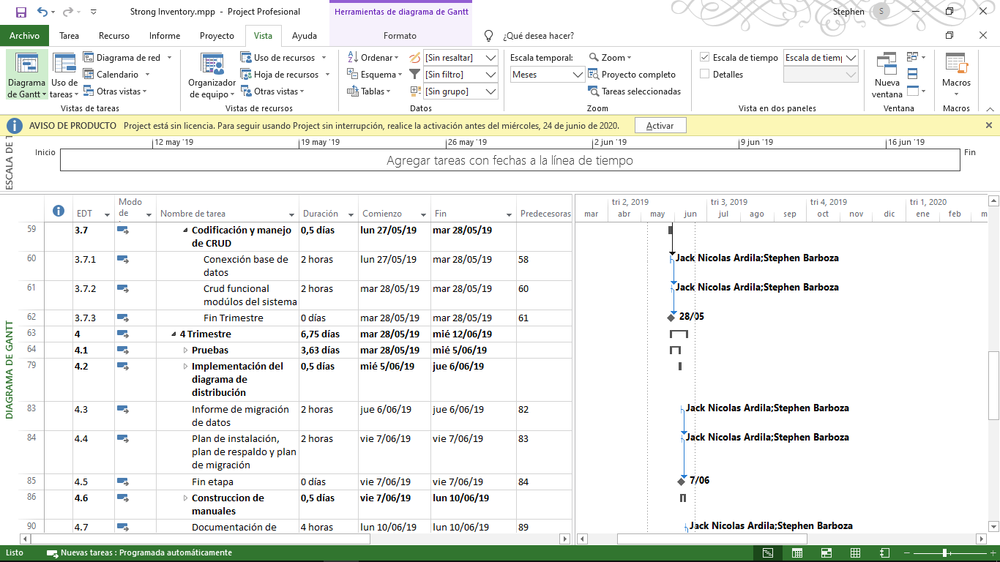 Strong Inventory.mpp - Project Profesional
Herramientas de diagrama de Gantt
Stephen
S
Archivo Tarea Recurso Informe Proyecto Vista Ayuda Formato ¿Qué desea hacer?
Diagrama de Gantt
Uso de tareas
Diagrama de red
Calendario
Otras vistas
Vistas de tareas
Organizador de equipo
Uso de recursos
Hoja de recursos
Otras vistas
Vistas de recursos
Ordenar
Esquema
Tablas
[Sin resaltar]
[Sin filtro]
[Sin grupo]
Datos
Escala temporal:
Meses
Zoom
Proyecto completo
Tareas seleccionadas
Zoom
Escala de tiempo
Escala de tiemp
Detalles
Vista en dos paneles
Nueva ventana
Ventana
Macros
Macros
AVISO DE PRODUCTO Project está sin licencia. Para seguir usando Project sin interrupción, realice la activación antes del miércoles, 24 de junio de 2020. Activar
ESCALA DE T
12 may '19 19 may '19 26 may '19 2 jun '19 9 jun '19 16 jun '19
Inicio
Agregar tareas con fechas a la línea de tiempo
Fin
DIAGRAMA DE GANTT
EDT Modo de Nombre de tarea Duración Comienzo Fin Predecesoras
tri 2, 2019 tri 3, 2019 tri 4, 2019 tri 1, 2020
mar abr may jun jul ago sep oct nov dic ene feb m
59 3.7 Codificación y manejo de CRUD 0,5 días lun 27/05/19 mar 28/05/19
60 3.7.1 Conexción base de datos 2 horas lun 27/05/19 mar 28/05/19 58 Jack Nicolas Ardila;Stephen Barboza
61 3.7.2 Crud funcional modúlos del sistema 2 horas mar 28/05/19 mar 28/05/19 60 Jack Nicolas Ardila;Stephen Barboza
62 3.7.3 Fin Trimestre 0 días mar 28/05/19 mar 28/05/19 61 28/05
63 4 4 Trimestre 6,75 días mar 28/05/19 mié 12/06/19
64 4.1 Pruebas 3,63 días mar 28/05/19 mié 5/06/19
79 4.2 Implementación del diagrama de distribución 0,5 días mié 5/06/19 jue 6/06/19
83 4.3 Informe de migración de datos 2 horas jue 6/06/19 jue 6/06/19 82 Jack Nicolas Ardila;Stephen Barboza
84 4.4 Plan de instalación, plan de respaldo y plan de migración 2 horas vie 7/06/19 vie 7/06/19 83 Jack Nicolas Ardila;Stephen Barboza
85 4.5 Fin etapa 0 días vie 7/06/19 vie 7/06/19 84 7/06
86 4.6 Construccion de manuales 0,5 días vie 7/06/19 lun 10/06/19
90 4.7 Documentación de 4 horas lun 10/06/19 lun 10/06/19 89 Jack Nicolas Ardila;Stephen Barboza
Listo Nuevas tareas : Programada automáticamente